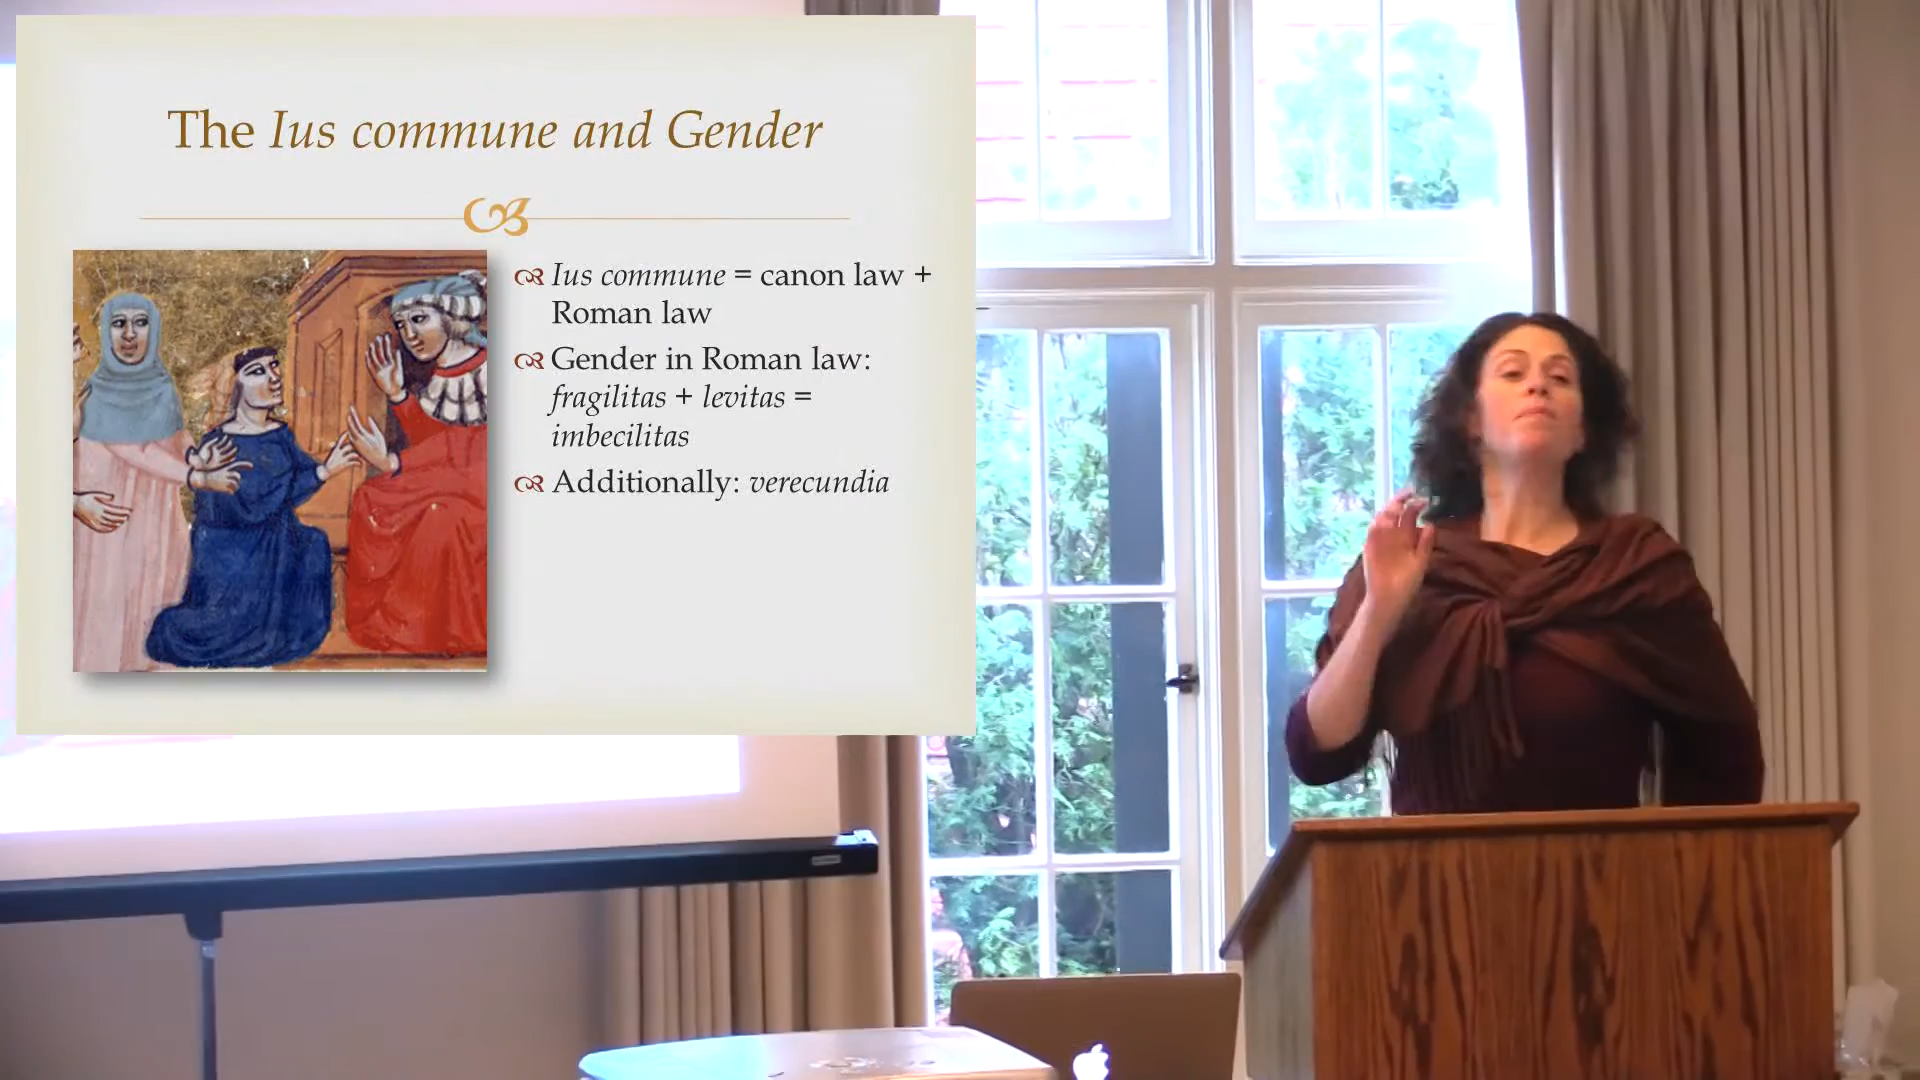 The Ius commune and Gender
Ius commune = canon law +
Roman law
Gender in Roman law:
fragilitas + levitas =
imbecilitas
Additionally: verecundia